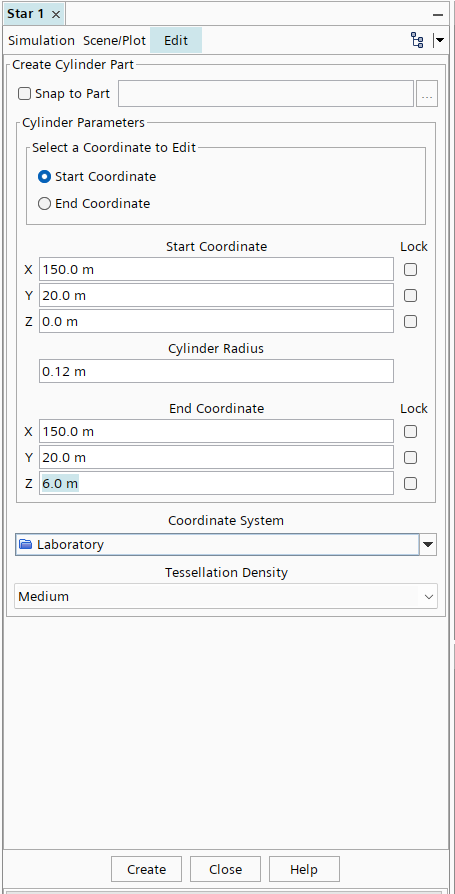 Star 1 ×
Simulation Scene/Plot Edit
Create Cylinder Part
Snap to Part ...
Cylinder Parameters
Select a Coordinate to Edit
Start Coordinate
End Coordinate
Start Coordinate Lock
X 150.0 m
Y 20.0 m
Z 0.0 m
Cylinder Radius
0.12 m
End Coordinate Lock
X 150.0 m
Y 20.0 m
Z 6.0 m
Coordinate System
Laboratory
Tessellation Density
Medium
Create Close Help